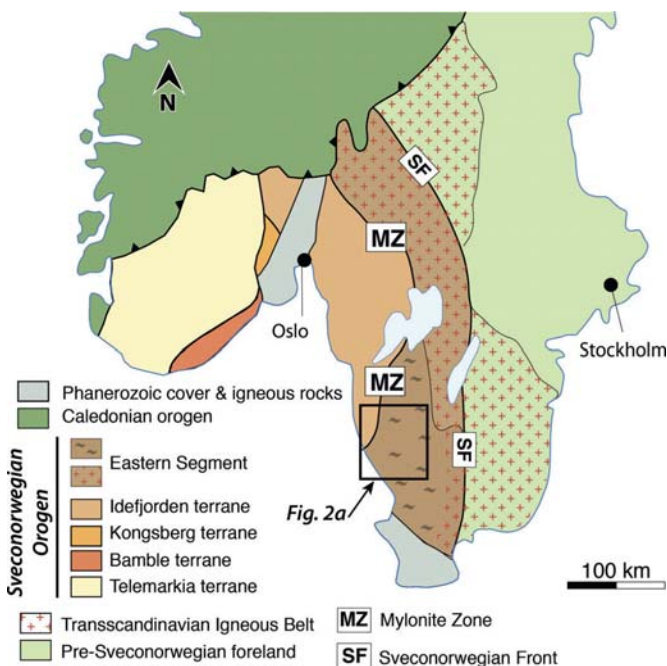 N
SF
MZ
Oslo
Stockholm
MZ
SF
Fig. 2a
Phanerozoic cover & igneous rocks
Caledonian orogen
Sveconorwegian
Orogen
Eastern Segment
Idefjorden terrane
Kongsberg terrane
Bamble terrane
Telemarkia terrane
100 km
Transscandinavian Igneous Belt
MZ Mylonite Zone
Pre-Sveconorwegian foreland
SF Sveconorwegian Front